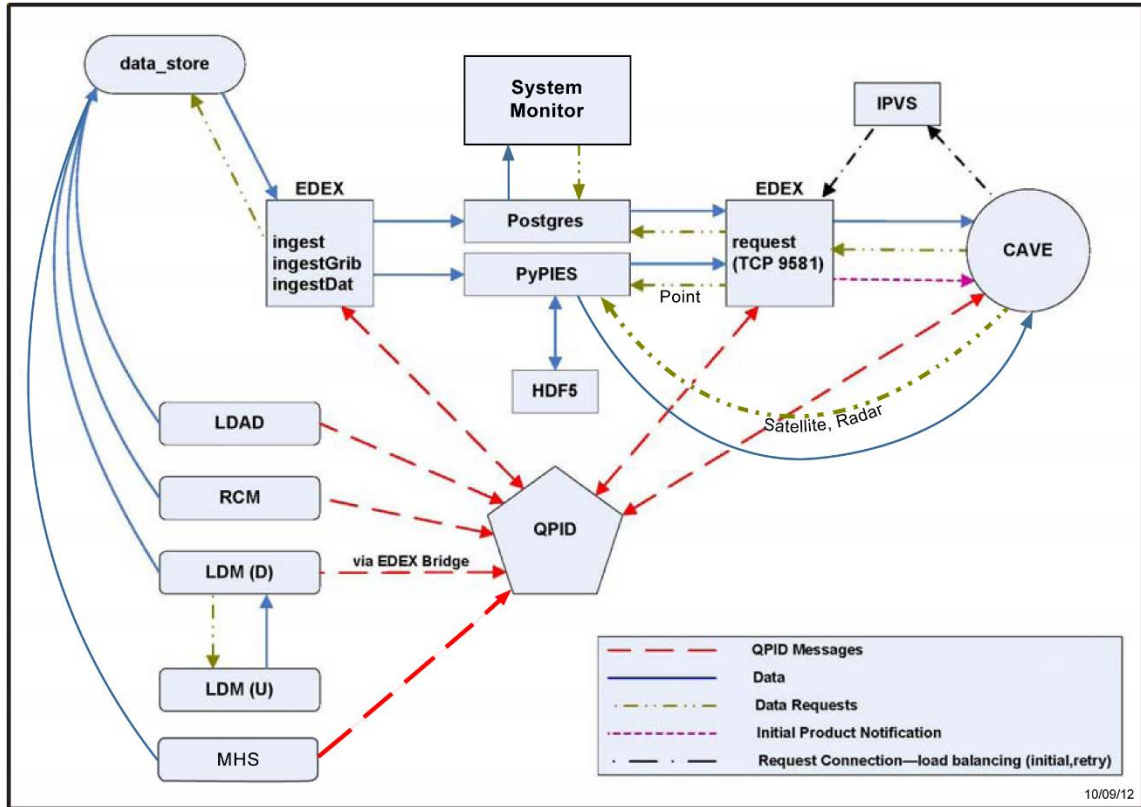 data_store
System
Monitor
IPVS
EDEX
ingest
ingestGrib
ingestDat
Postgres
PyPIES
HDF5
EDEX
request
(TCP 9581)
Point
CAVE
Satellite, Radar
LDAD
RCM
LDM (D)
via EDEX Bridge
QPID
LDM (U)
MHS
QPID Messages
Data
Data Requests
Initial Product Notification
Request Connection—load balancing (initial,retry)
10/09/12